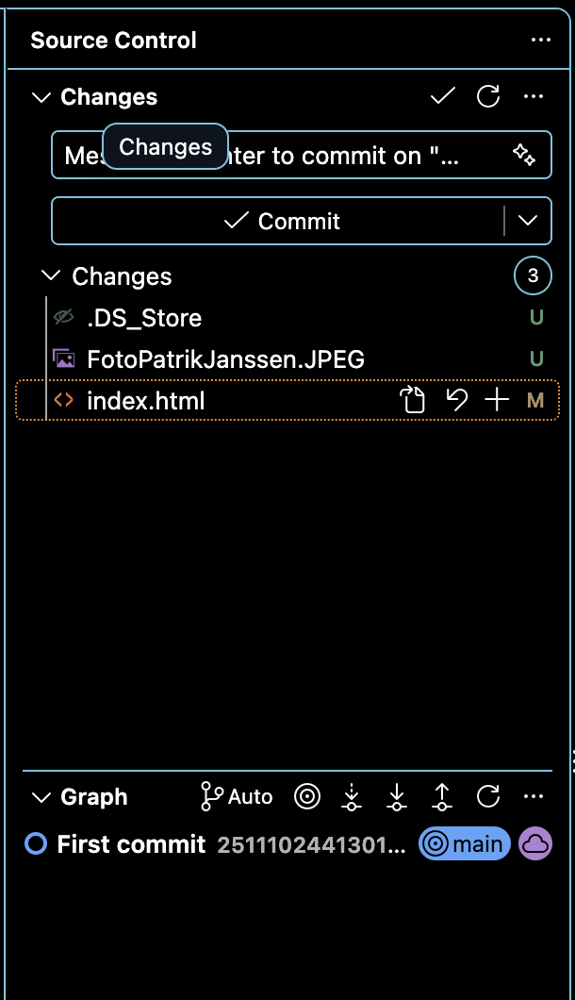 Source Control
Changes
Changes
nter to commit on "...
Commit
Changes
3
.DS_Store
U
FotoPatrikJanssen.JPEG
U
index.html
M
Graph
Auto
First commit 2511102441301... main